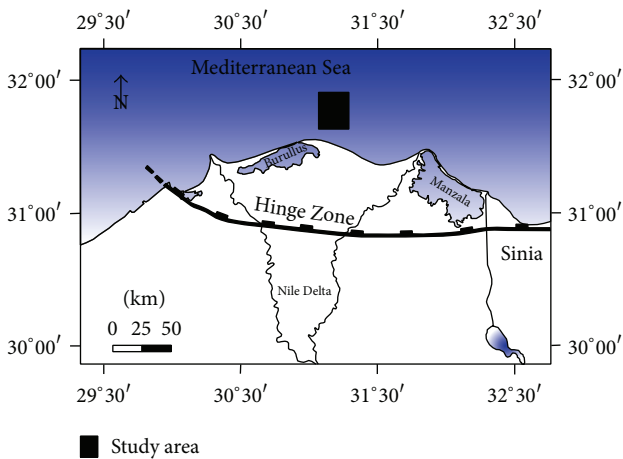 29°30′ 30°30′ 31°30′ 32°30′
32°00′ 32°00′
Mediterranean Sea
N
Burullus
Manzala
31°00′ 31°00′
Hinge Zone
Sinia
Nile Delta
(km)
0 25 50
30°00′ 30°00′
29°30′ 30°30′ 31°30′ 32°30′
Study area